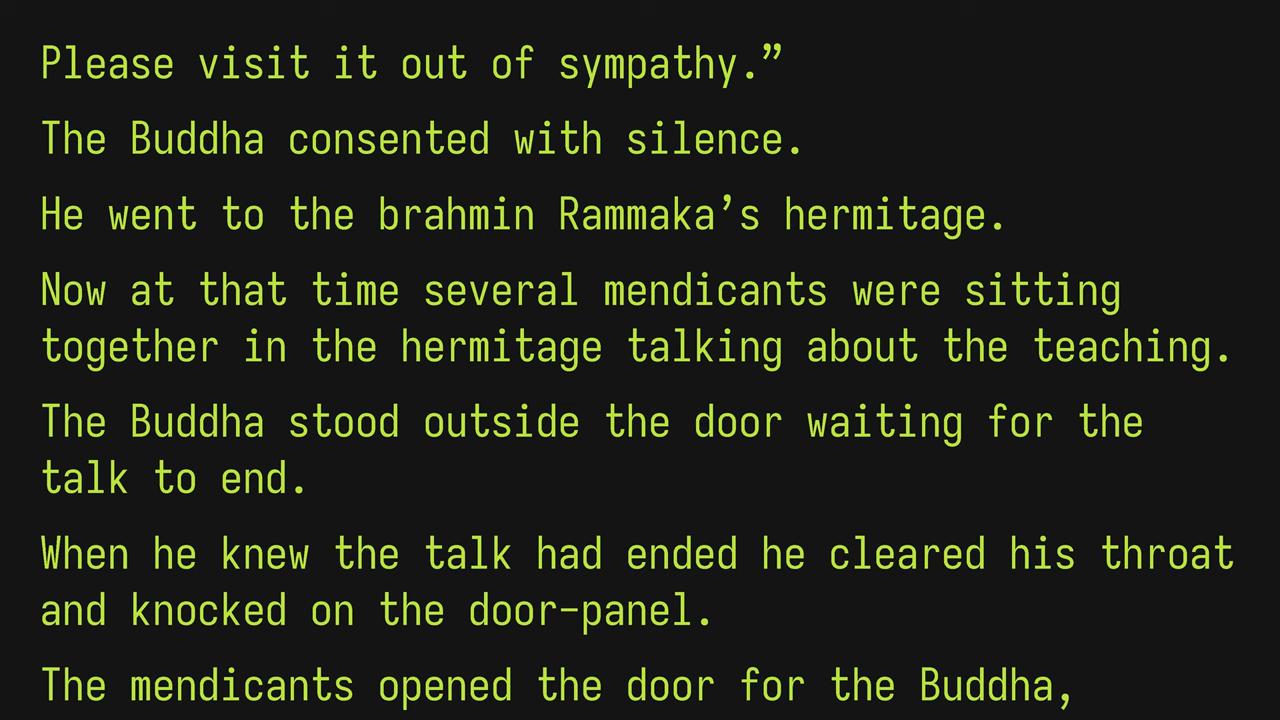 Please visit it out of sympathy.”
The Buddha consented with silence.
He went to the brahmin Rammaka’s hermitage.
Now at that time several mendicants were sitting
together in the hermitage talking about the teaching.
The Buddha stood outside the door waiting for the
talk to end.
When he knew the talk had ended he cleared his throat
and knocked on the door-panel.
The mendicants opened the door for the Buddha,